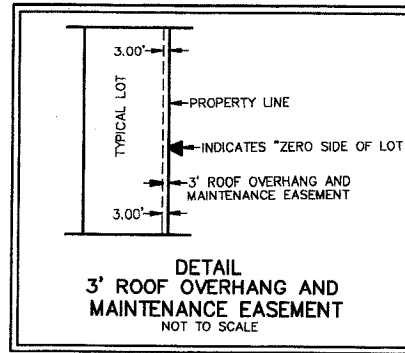 3.00'
TYPICAL LOT
PROPERTY LINE
INDICATES "ZERO SIDE OF LOT
3' ROOF OVERHANG AND
MAINTENANCE EASEMENT
3.00'
DETAIL
3' ROOF OVERHANG AND
MAINTENANCE EASEMENT
NOT TO SCALE